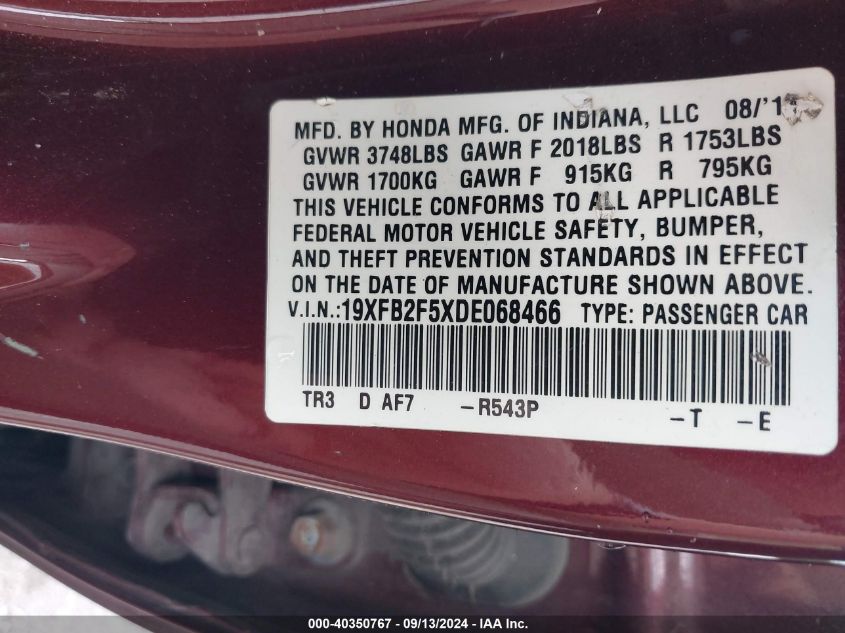 MFD. BY HONDA MFG. OF INDIANA, LLC 08/'1
GVWR 3748LBS GAWR F 2018LBS R 1753LBS
GVWR 1700KG GAWR F 915KG R 795KG
THIS VEHICLE CONFORMS TO ALL APPLICABLE
FEDERAL MOTOR VEHICLE SAFETY, BUMPER,
AND THEFT PREVENTION STANDARDS IN EFFECT
ON THE DATE OF MANUFACTURE SHOWN ABOVE.
V.I.N.:19XFB2F5XDE068466 TYPE: PASSENGER CAR
TR3 D AF7 -R543P -T -E
000-40350767 - 09/13/2024 - IAA Inc.